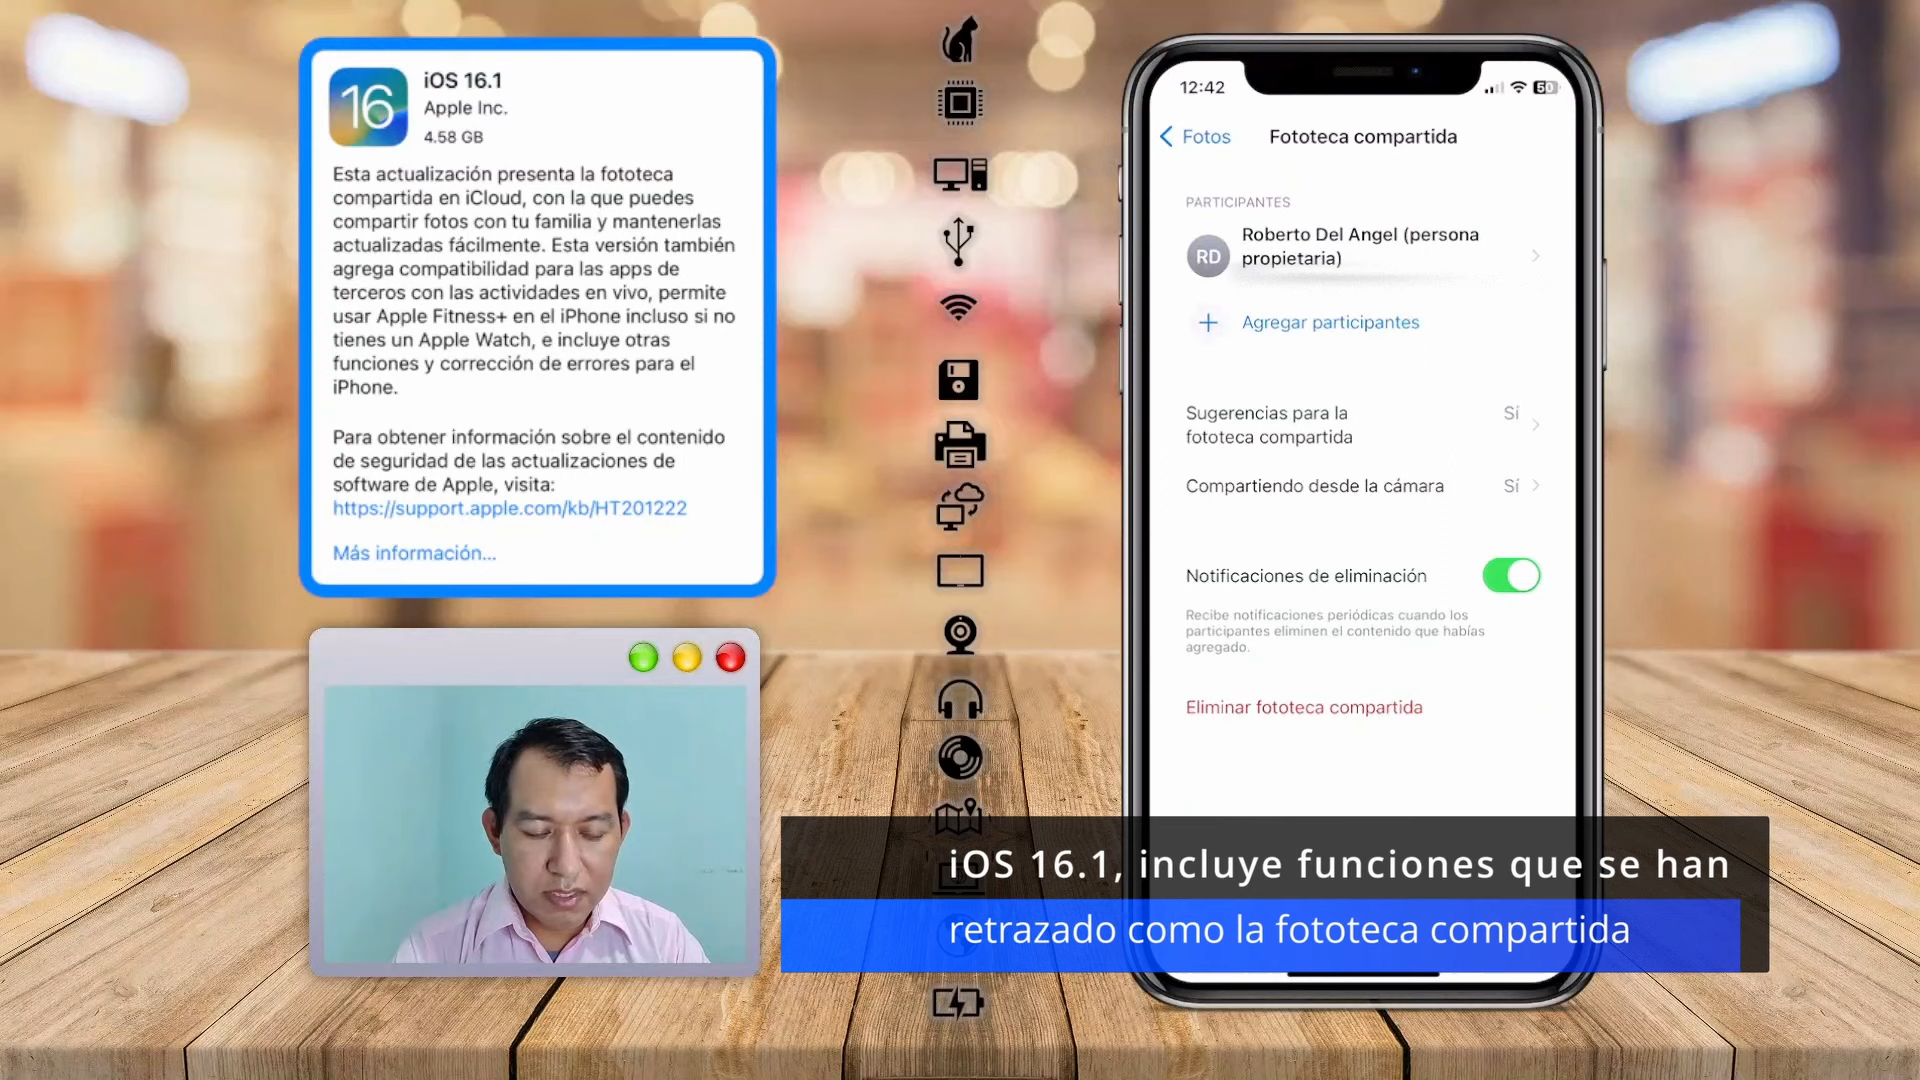 16
iOS 16.1
Apple Inc.
4.58 GB
Esta actualización presenta la fototeca
compartida en iCloud, con la que puedes
compartir fotos con tu familia y mantenerlas
actualizadas fácilmente. Esta versión también
agrega compatibilidad para las apps de
terceros con las actividades en vivo, permite
usar Apple Fitness+ en el iPhone incluso si no
tienes un Apple Watch, e incluye otras
funciones y corrección de errores para el
iPhone.
Para obtener información sobre el contenido
de seguridad de las actualizaciones de
software de Apple, visita:
https://support.apple.com/kb/HT201222
Más información...
12:42
50
Fotos Fototeca compartida
PARTICIPANTES
RD
Roberto Del Angel (persona
propietaria)
Agregar participantes
Sugerencias para la
fototeca compartida
Sí
Compartiendo desde la cámara Sí
Notificaciones de eliminación
Recibe notificaciones periódicas cuando los
participantes eliminen el contenido que habías
agregado.
Eliminar fototeca compartida
iOS 16.1, incluye funciones que se han
retrazado como la fototeca compartida